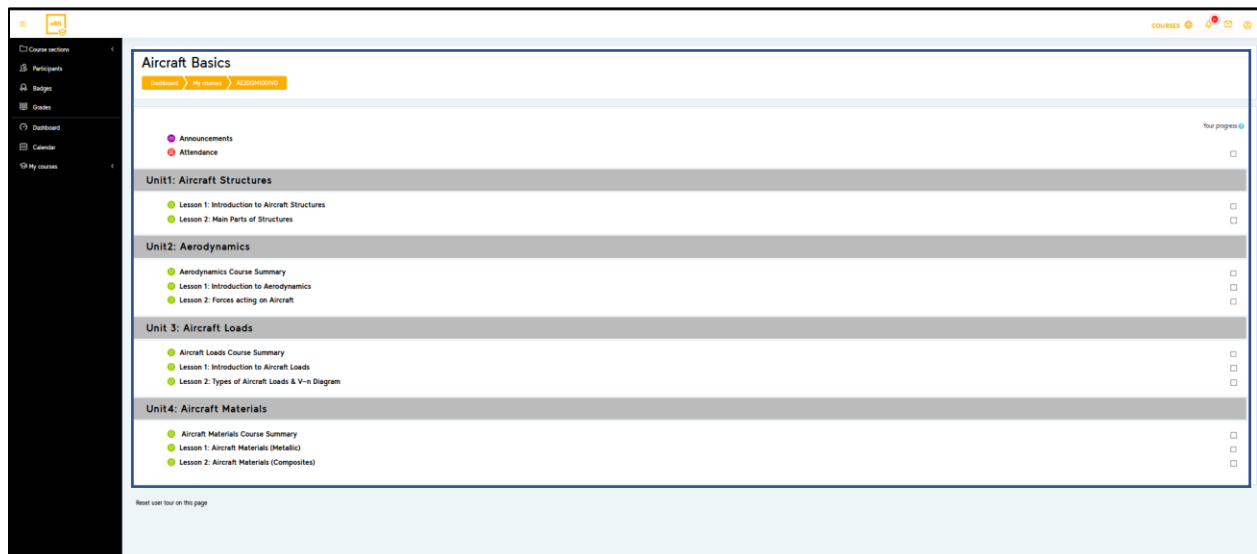 COURSES
Course sections
Participants
Badges
Grades
Dashboard
Calendar
My courses
Aircraft Basics
Dashboard
My courses
Your progress
Announcements
Attendance
Unit1: Aircraft Structures
Lesson 1: Introduction to Aircraft Structures
Lesson 2: Main Parts of Structures
Unit2: Aerodynamics
Aerodynamics Course Summary
Lesson 1: Introduction to Aerodynamics
Lesson 2: Forces acting on Aircraft
Unit 3: Aircraft Loads
Aircraft Loads Course Summary
Lesson 1: Introduction to Aircraft Loads
Lesson 2: Types of Aircraft Loads & V-n Diagram
Unit4: Aircraft Materials
Aircraft Materials Course Summary
Lesson 1: Aircraft Materials (Metallic)
Lesson 2: Aircraft Materials (Composites)
Reset user tour on this page